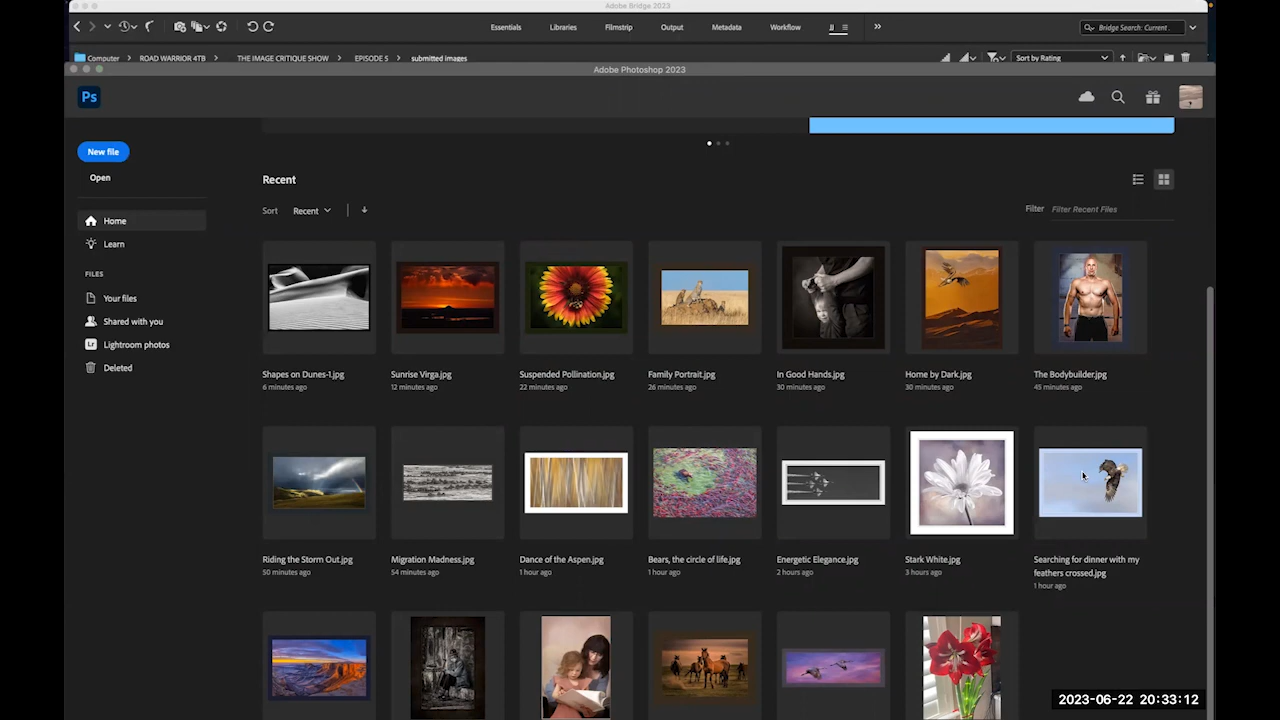 Adobe Bridge 2023
Essentials Libraries Filmstrip Output Metadata Workflow JJ
Bridge Search: Current
Computer ROAD WARRIOR 4TB THE IMAGE CRITIQUE SHOW EPISODE 5 submitted images
Sort by Rating
Adobe Photoshop 2023
Ps
New file
Open
Home
Learn
FILES
Your files
Shared with you
Lr Lightroom photos
Deleted
Recent
Sort Recent
Filter Filter Recent Files
Shapes on Dunes-1.jpg
6 minutes ago
Sunrise Virga.jpg
12 minutes ago
Suspended Pollination.jpg
22 minutes ago
Family Portrait.jpg
26 minutes ago
In Good Hands.jpg
30 minutes ago
Home by Dark.jpg
30 minutes ago
The Bodybuilder.jpg
45 minutes ago
Riding the Storm Out.jpg
50 minutes ago
Migration Madness.jpg
54 minutes ago
Dance of the Aspen.jpg
1 hour ago
Bears, the circle of life.jpg
1 hour ago
Energetic Elegance.jpg
2 hours ago
Stark White.jpg
3 hours ago
Searching for dinner with my
feathers crossed.jpg
1 hour ago
2023-06-22 20:33:12